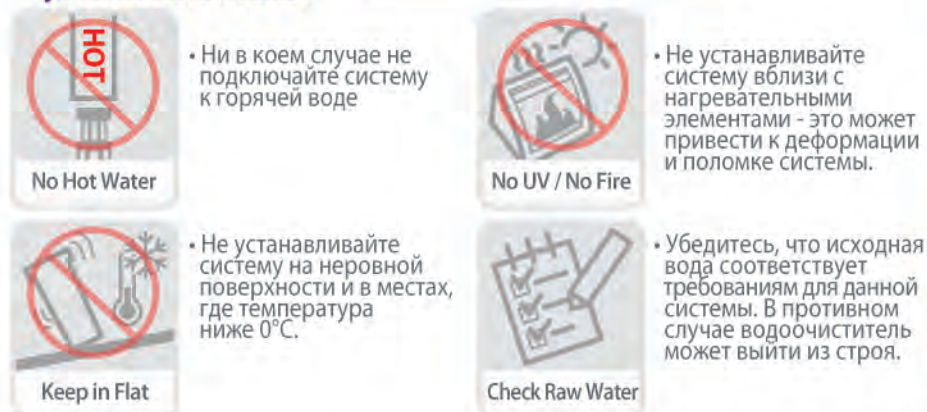 HOT
No Hot Water
• Ни в коем случае не
подключайте систему
к горячей воде
No UV / No Fire
• Не устанавливайте
систему вблизи с
нагревательными
элементами - это может
привести к деформации
и поломке системы.
Keep in Flat
• Не устанавливайте
систему на неровной
поверхности и в местах,
где температура
ниже 0°C.
Check Raw Water
• Убедитесь, что исходная
вода соответствует
требованиям для данной
системы. В противном
случае водоочиститель
может выйти из строя.